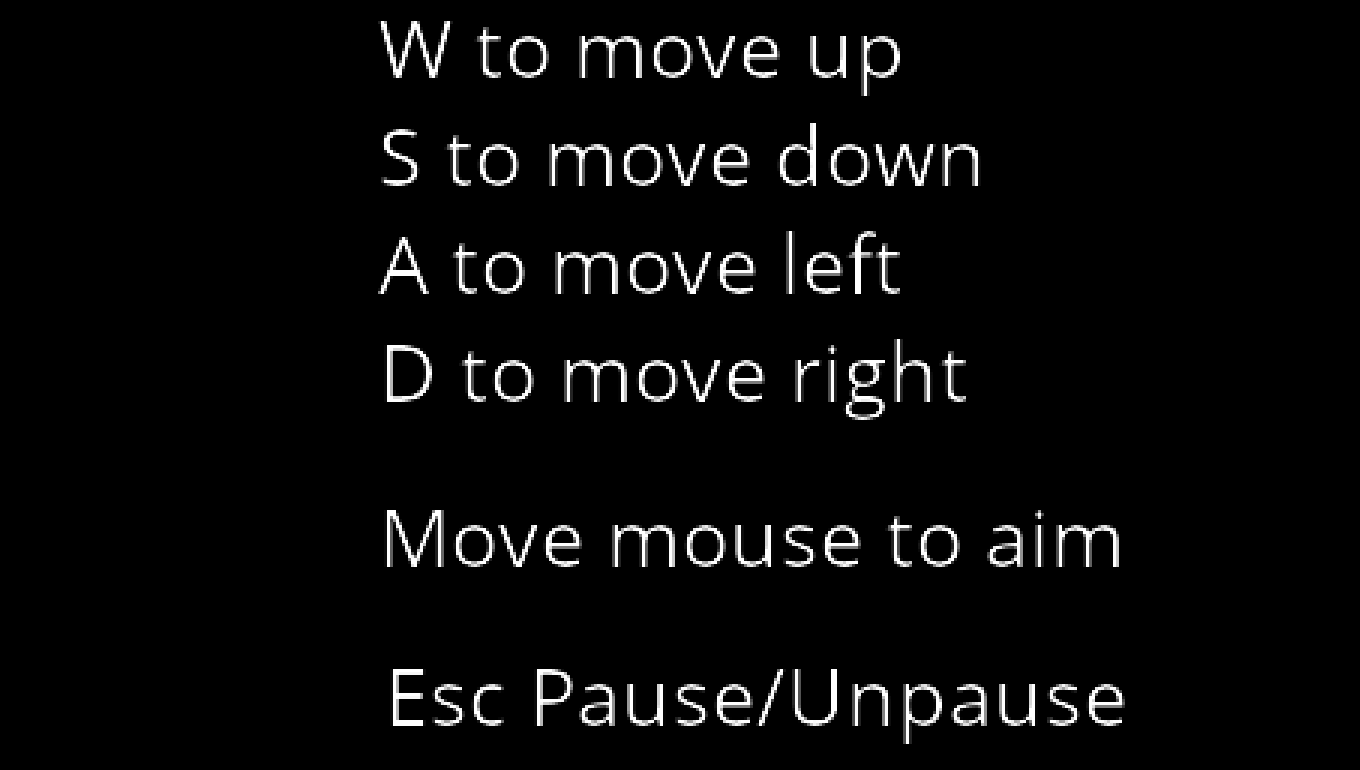 W to move up
S to move down
A to move left
D to move right
Move mouse to aim
Esc Pause/Unpause